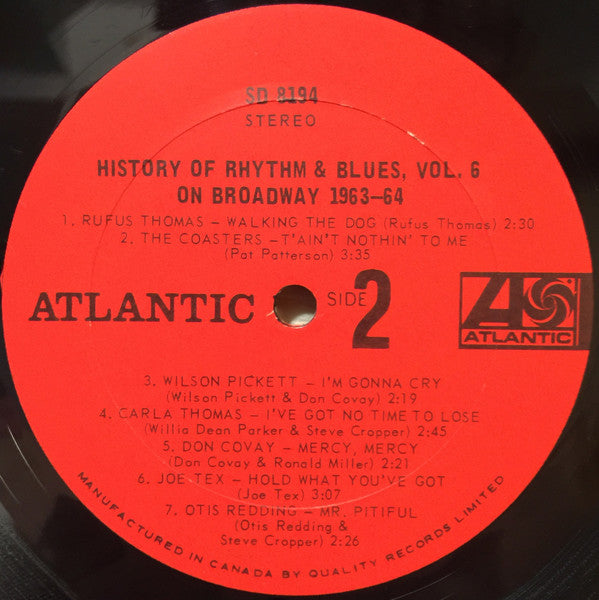 SD 8194
STEREO
HISTORY OF RHYTHM & BLUES, VOL. 6
ON BROADWAY 1963–64
1. RUFUS THOMAS – WALKING THE DOG (Rufus Thomas) 2:30
2. THE COASTERS – T'AIN'T NOTHIN' TO ME
(Pat Patterson) 3:35
ATLANTIC SIDE 2
ATLANTIC
3. WILSON PICKETT – I'M GONNA CRY
(Wilson Pickett & Don Covay) 2:19
4. CARLA THOMAS – I'VE GOT NO TIME TO LOSE
(Willia Dean Parker & Steve Cropper) 2:45
5. DON COVAY – MERCY, MERCY
(Don Covay & Ronald Miller) 2:21
6. JOE TEX – HOLD WHAT YOU'VE GOT
(Joe Tex) 3:07
7. OTIS REDDING – MR. PITIFUL
(Otis Redding &
Steve Cropper) 2:26
MANUFACTURED IN CANADA BY QUALITY RECORDS LIMITED